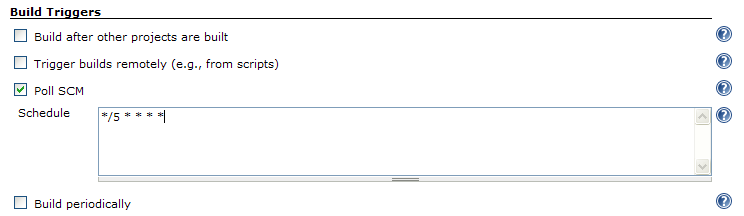 Build Triggers
Build after other projects are built
Trigger builds remotely (e.g., from scripts)
Poll SCM
Schedule
*/5 * * * *
Build periodically